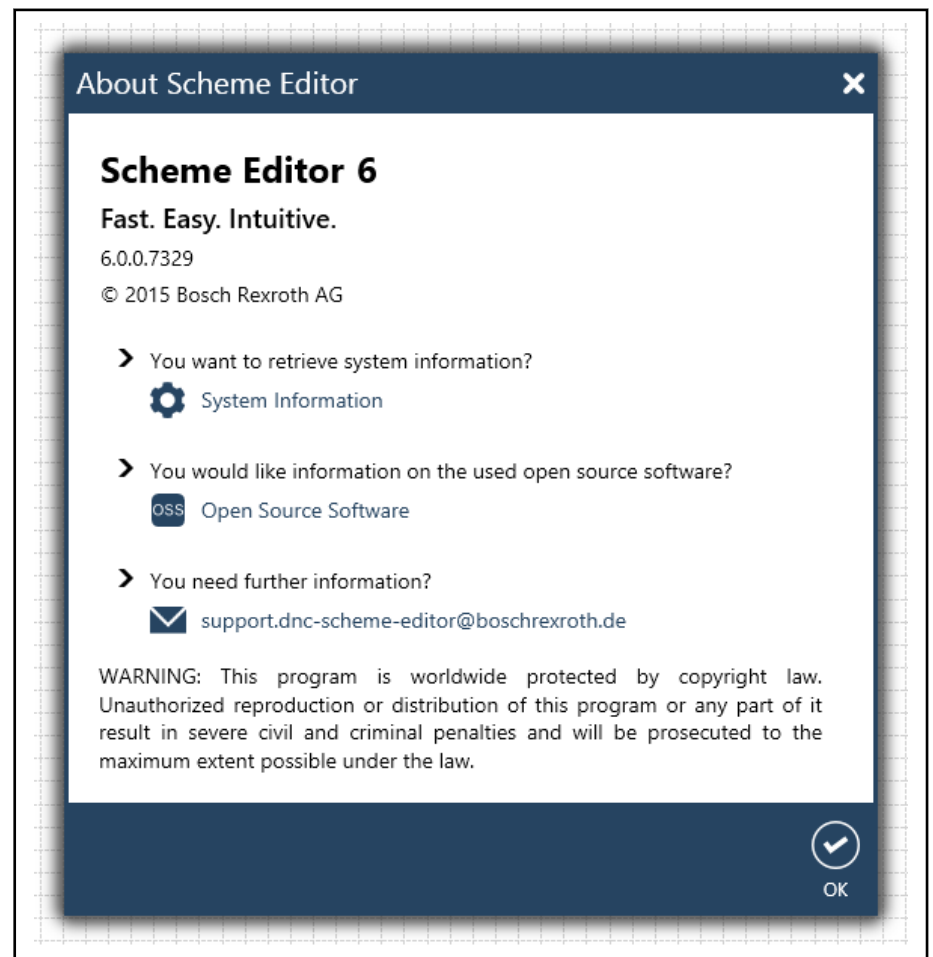 About Scheme Editor
Scheme Editor 6
Fast. Easy. Intuitive.
6.0.0.7329
© 2015 Bosch Rexroth AG
You want to retrieve system information?
System Information
You would like information on the used open source software?
OSS Open Source Software
You need further information?
support.dnc-scheme-editor@boschrexroth.de
WARNING: This program is worldwide protected by copyright law.
Unauthorized reproduction or distribution of this program or any part of it
result in severe civil and criminal penalties and will be prosecuted to the
maximum extent possible under the law.
OK